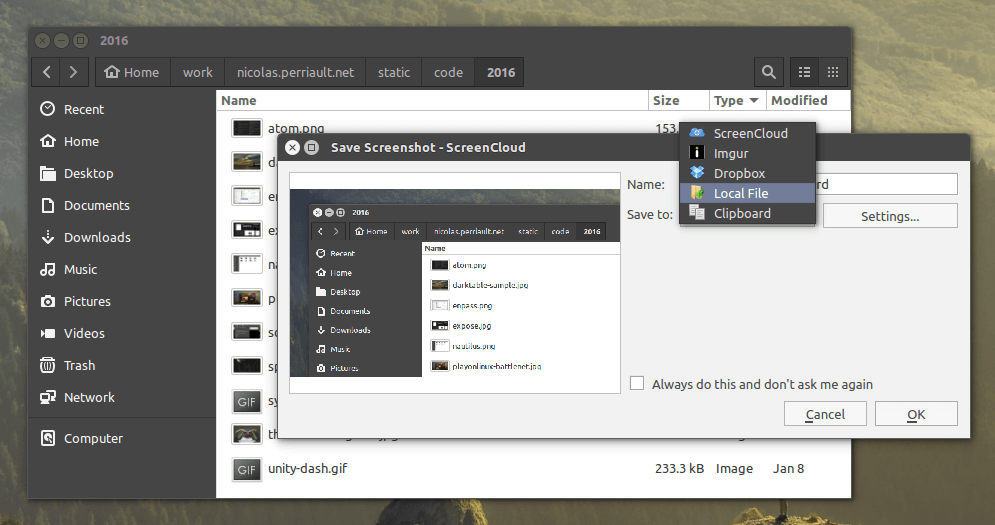 2016
Home work nicolas.perriault.net static code 2016
Name Size Type Modified
Recent
Home
Desktop
Documents
Downloads
Music
Pictures
Videos
Trash
Network
Computer
atom.png
unity-dash.gif 233.3 kB Image Jan 8
GIF
GIF
Save Screenshot - ScreenCloud
Name:
Save to:
ScreenCloud
Imgur
Dropbox
Local File
Clipboard
Settings...
2016
Home work nicolas.perriault.net static code 2016
Name
Recent
Home
Desktop
Documents
Downloads
Music
Pictures
atom.png
darktable-sample.jpg
enpass.png
expose.jpg
nautilus.png
playonlinux-battlenet.jpg
Always do this and don't ask me again
Cancel OK